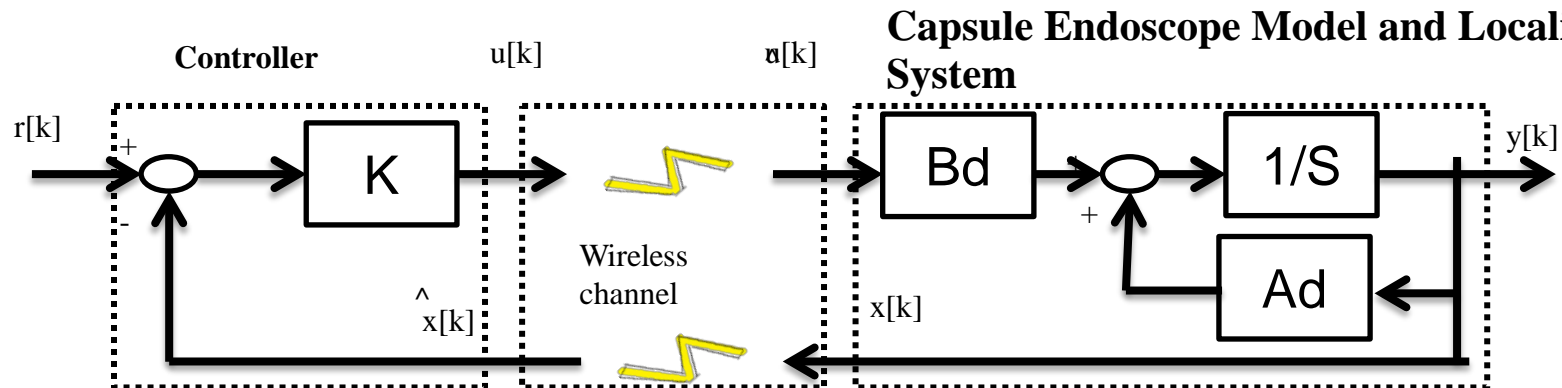 Capsule Endoscope Model and Locali
System
Controller
u[k]
[k]
r[k]
+
-
K
Wireless
channel
^
x[k]
Bd
+
1/S
y[k]
Ad
x[k]